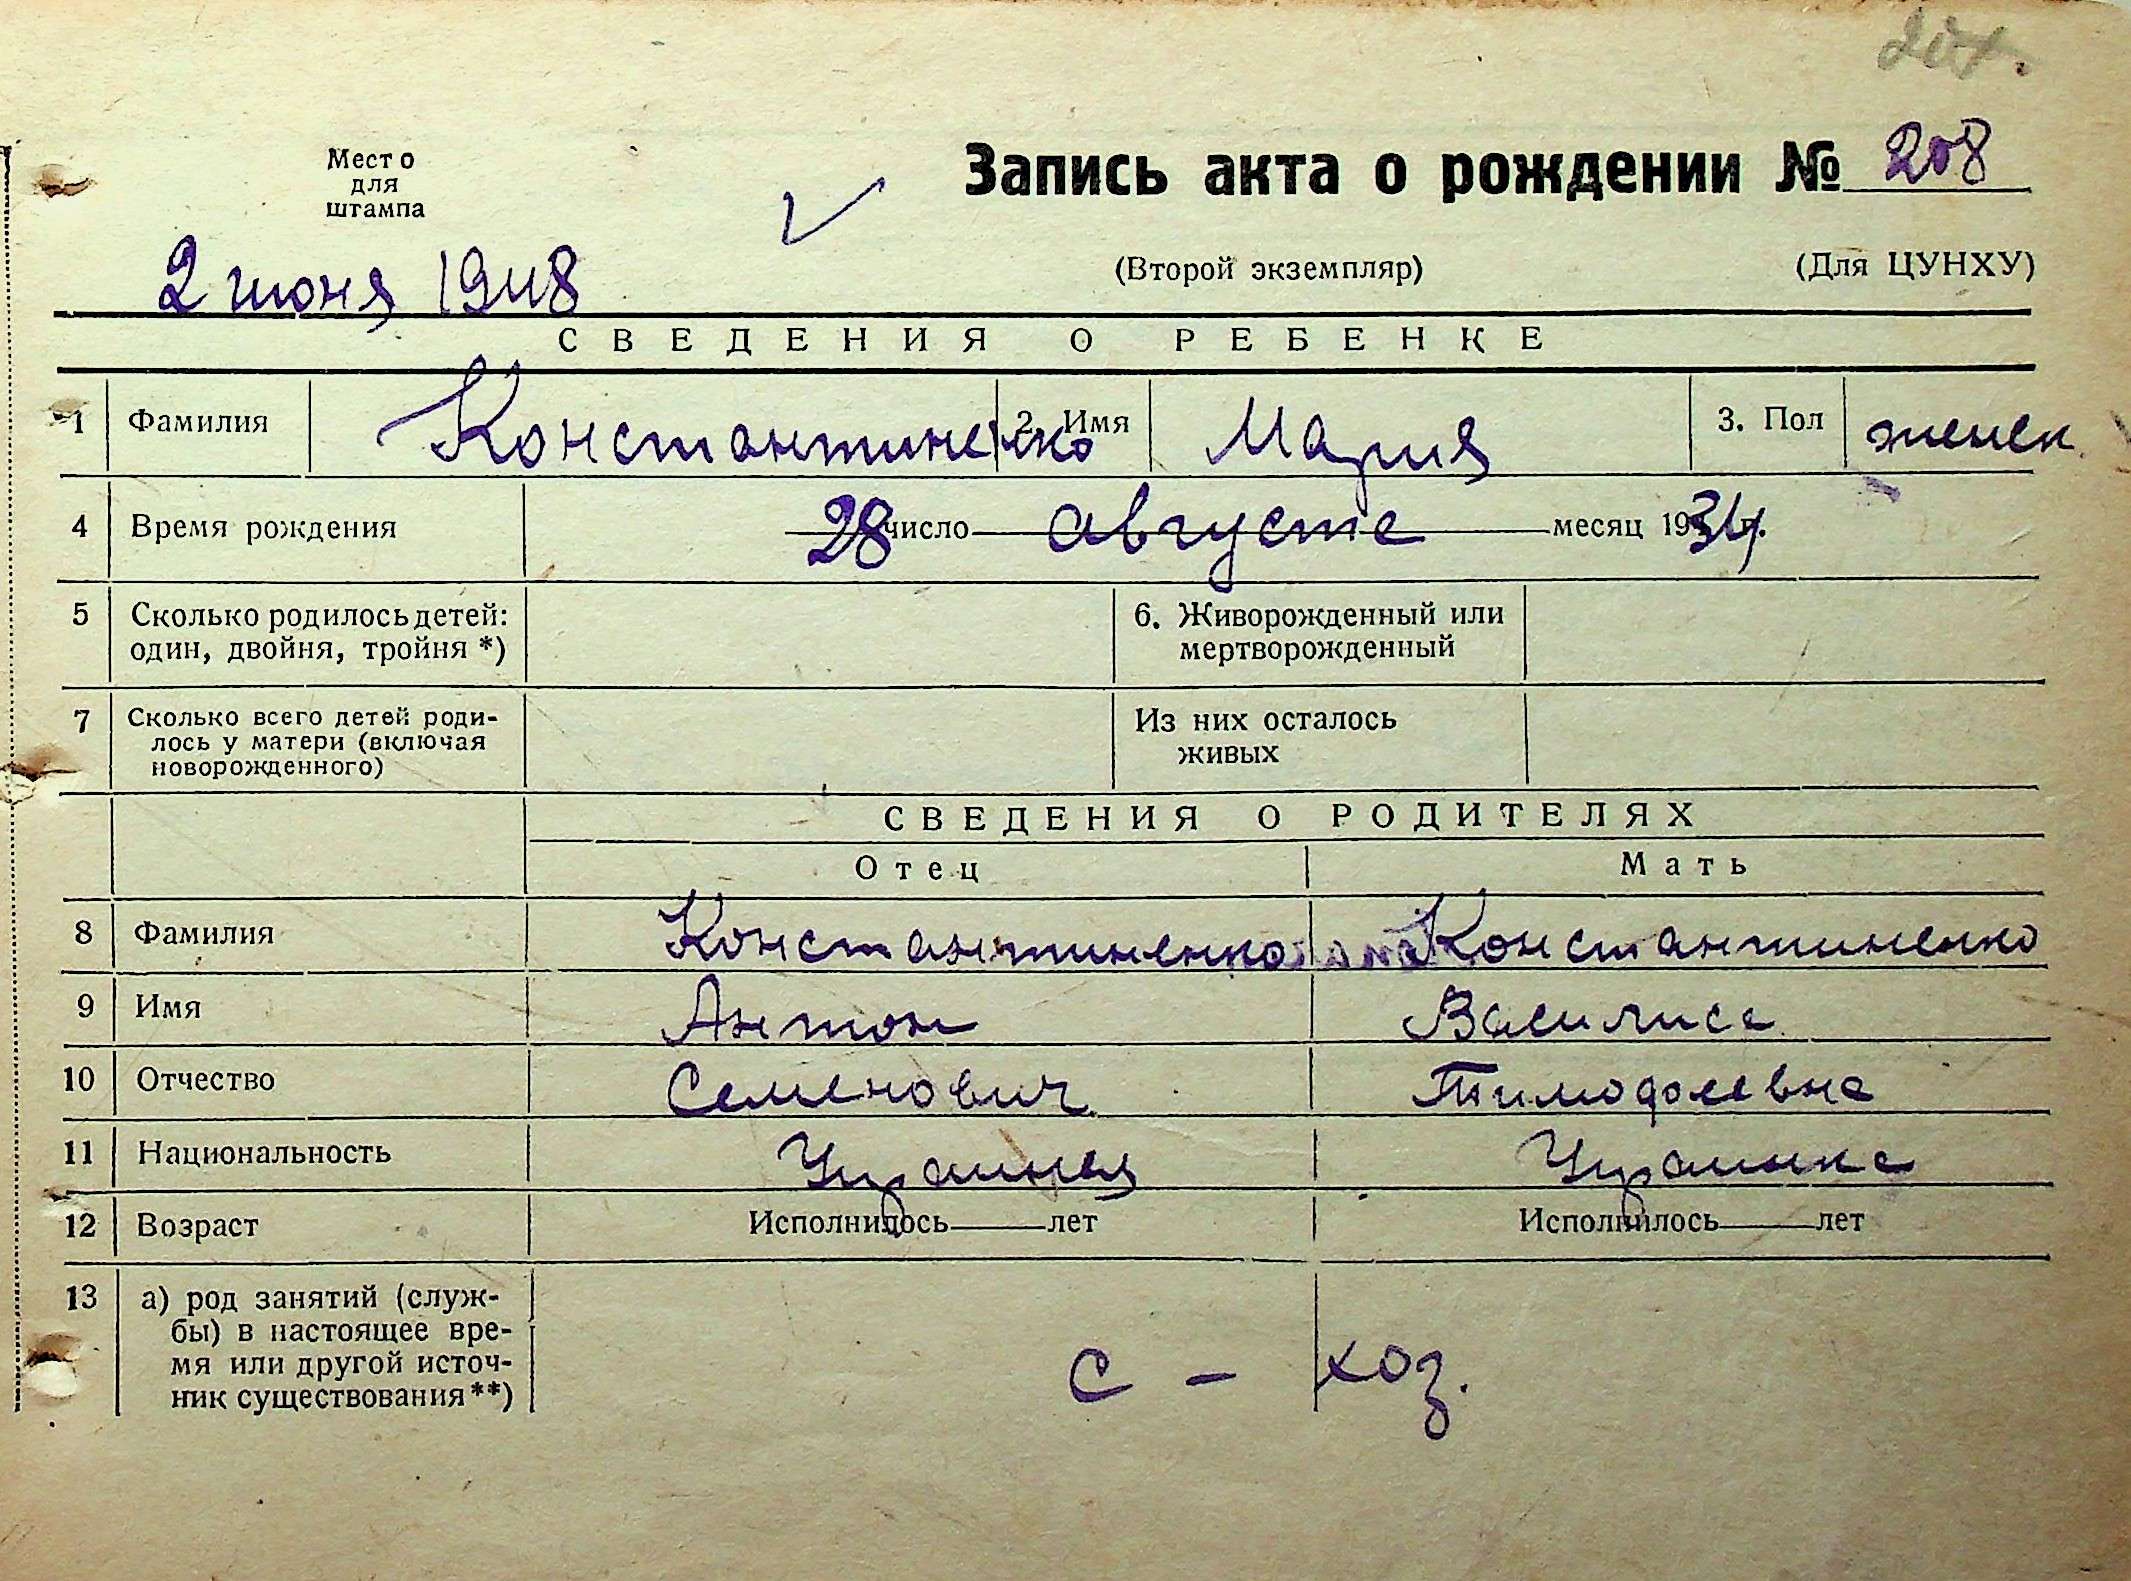 Место
для
штампа
Запись акта о рождении № 208
2 июня 1948
(Второй экземпляр) (Для ЦУНХУ)
СВЕДЕНИЯ О РЕБЕНКЕ
1 Фамилия Константиненко 2. Имя Мария 3. Пол женск.
4 Время рождения 28 число августа месяц 1934 г.
5 Сколько родилось детей: 6. Живорожденный или
один, двойня, тройня *) мертворожденный
7 Сколько всего детей роди- Из них осталось
лось у матери (включая живых
новорожденного)
СВЕДЕНИЯ О РОДИТЕЛЯХ
Отец Мать
8 Фамилия Константиненко Константиненко
9 Имя Антон Василиса
10 Отчество Семенович Тимофеевна
11 Национальность Украинец Украинка
12 Возраст Исполнилось лет Исполнилось лет
13 а) род занятий (служ-
бы) в настоящее вре-
мя или другой источ- с - хоз.
ник существования **)